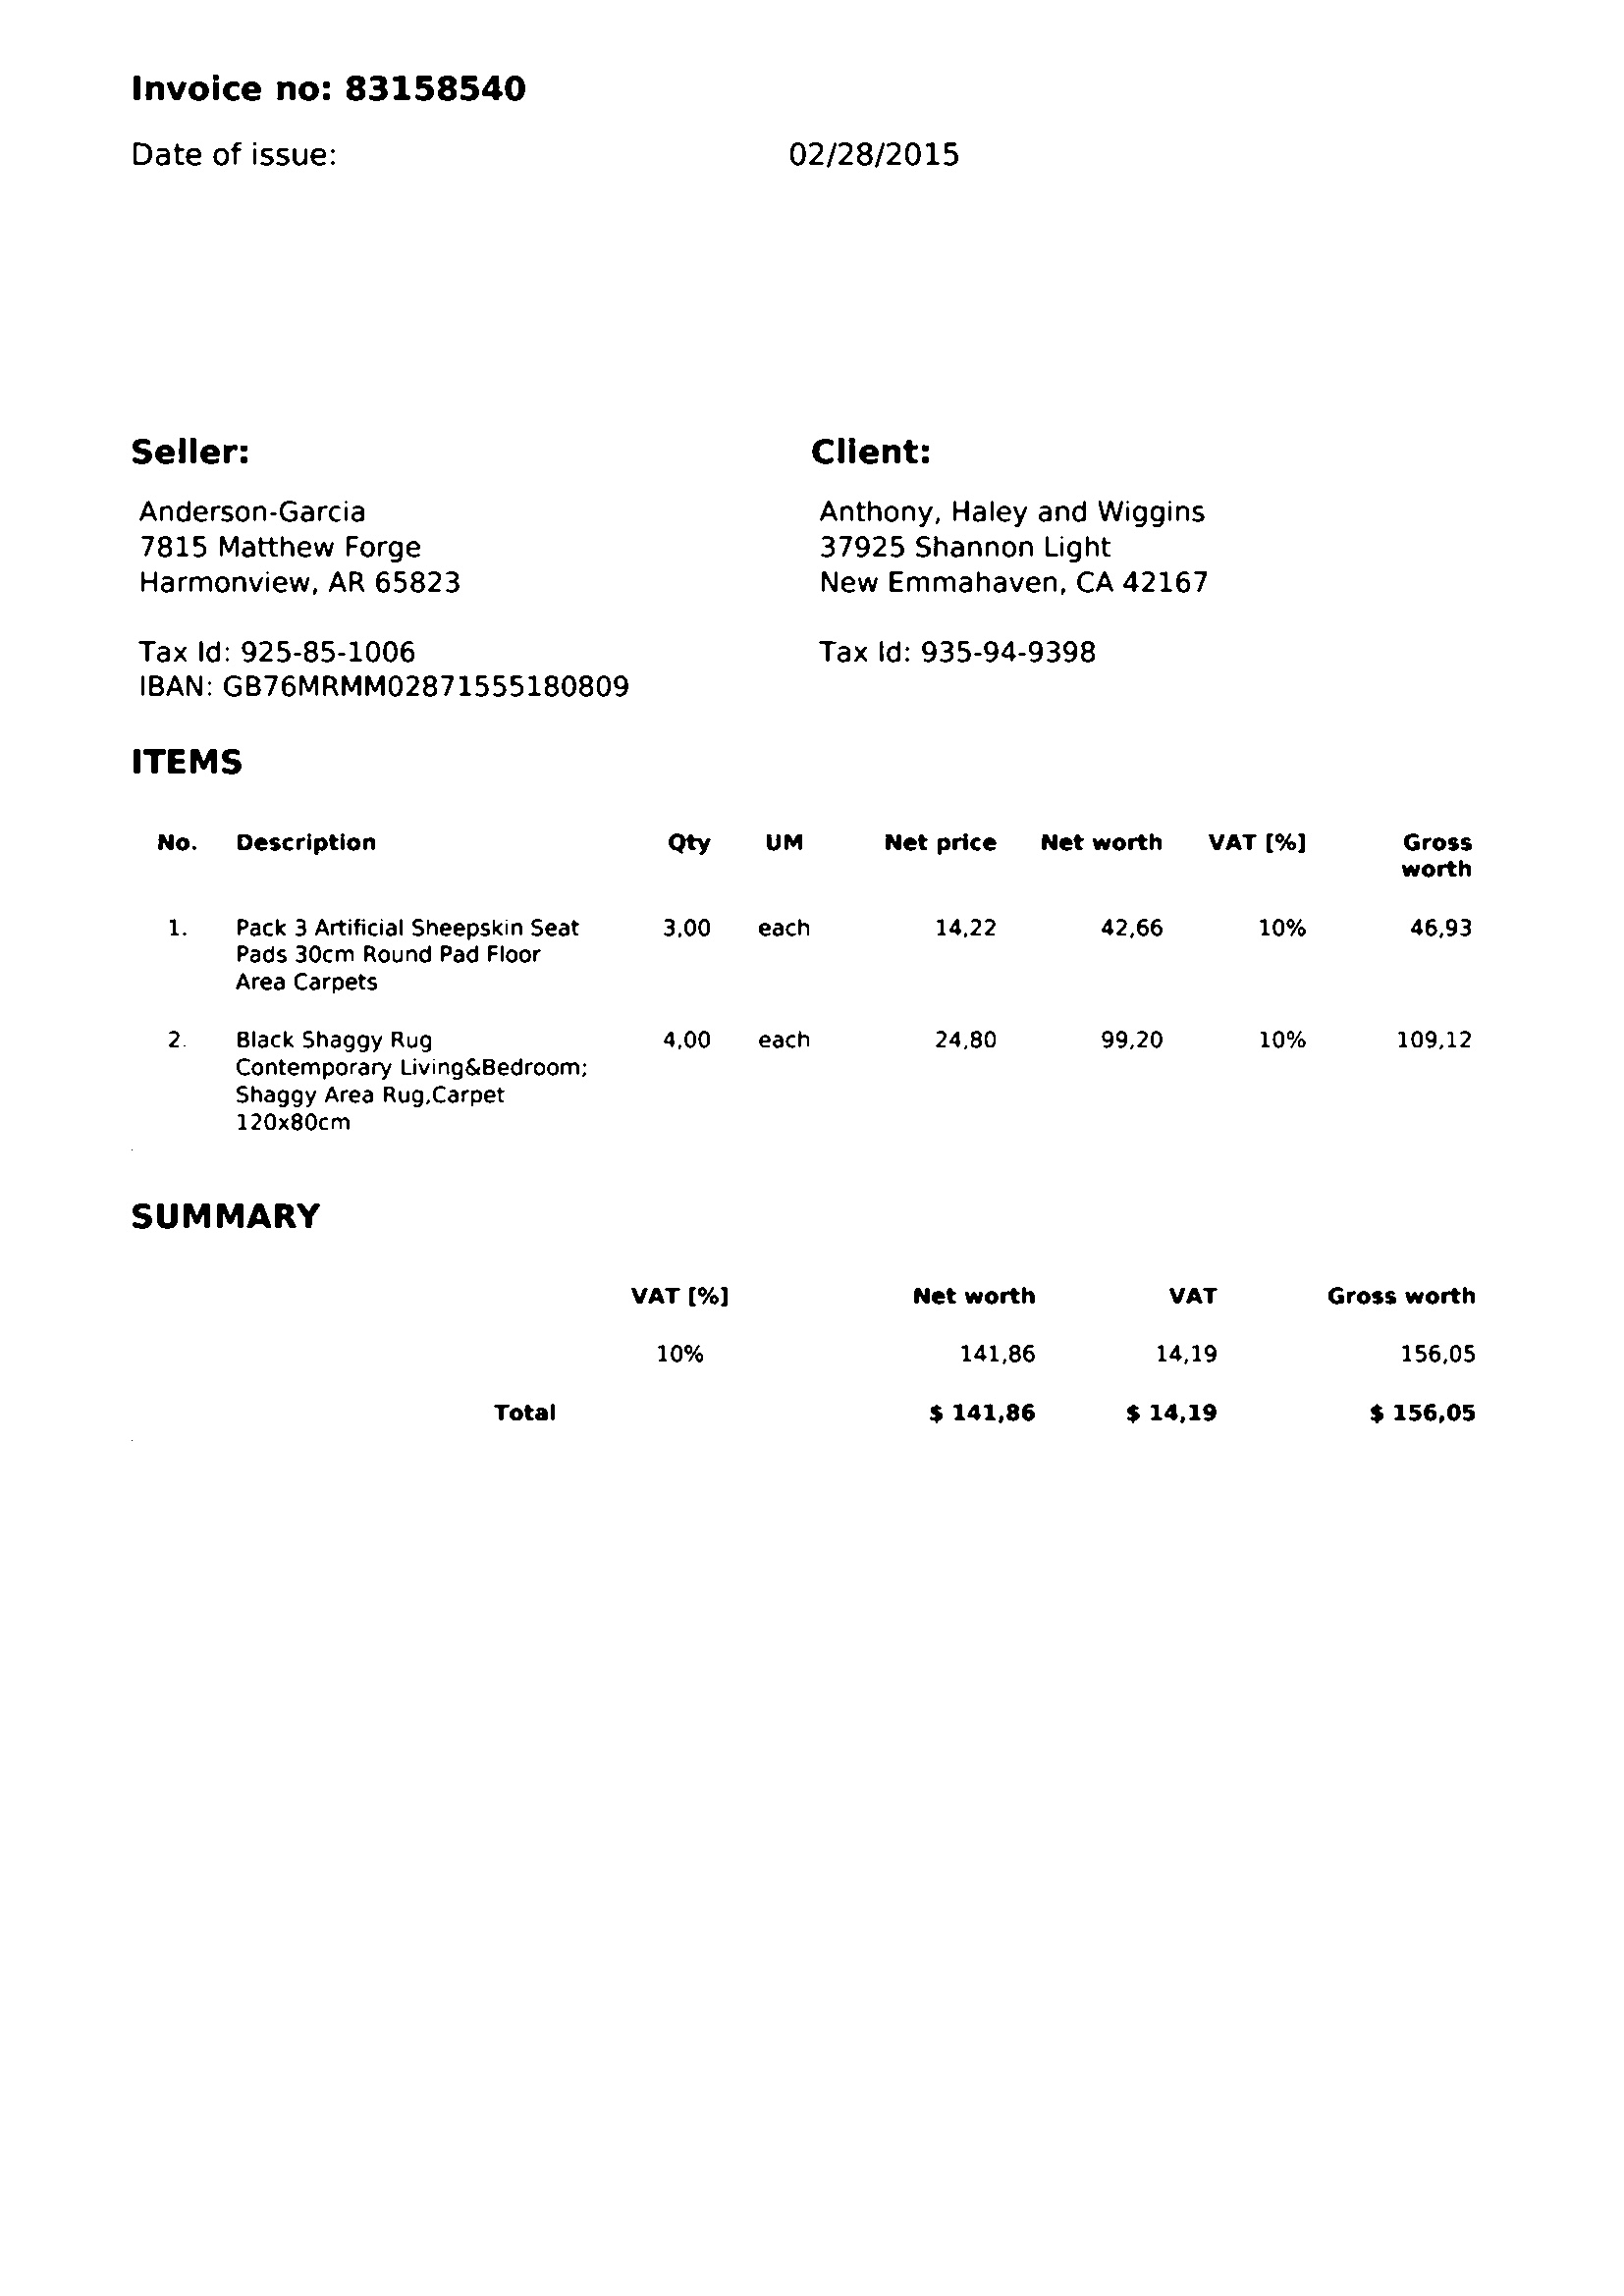 Invoice no: 83158540
Date of issue: 02/28/2015
Seller: Client:
Anderson-Garcia Anthony, Haley and Wiggins
7815 Matthew Forge 37925 Shannon Light
Harmonview, AR 65823 New Emmahaven, CA 42167
Tax Id: 925-85-1006 Tax Id: 935-94-9398
IBAN: GB76MRMM02871555180809
ITEMS
No. Description Qty UM Net price Net worth VAT [%] Gross
worth
1. Pack 3 Artificial Sheepskin Seat 3,00 each 14,22 42,66 10% 46,93
Pads 30cm Round Pad Floor
Area Carpets
2. Black Shaggy Rug 4,00 each 24,80 99,20 10% 109,12
Contemporary Living&Bedroom;
Shaggy Area Rug,Carpet
120x80cm
SUMMARY
VAT [%] Net worth VAT Gross worth
10% 141,86 14,19 156,05
Total $ 141,86 $ 14,19 $ 156,05